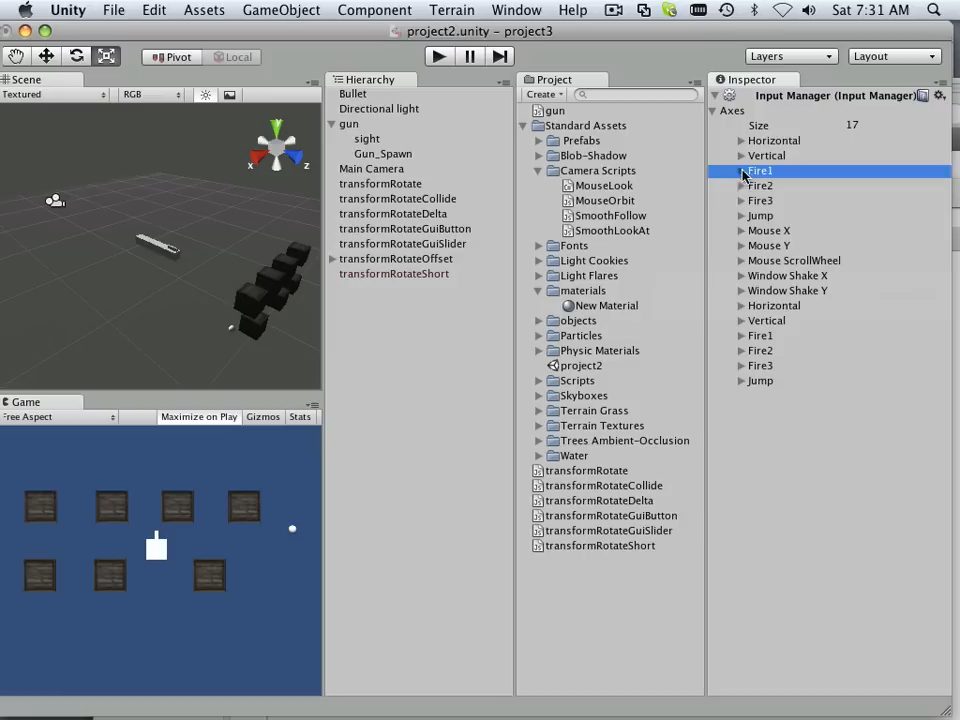 Unity File Edit Assets GameObject Component Terrain Window Help Sat 7:31 AM
project2.unity - project3
Pivot Local Layers Layout
Scene
Textured RGB
Game
Free Aspect Maximize on Play Gizmos Stats
Hierarchy
Bullet
Directional light
gun
sight
Gun_Spawn
Main Camera
transformRotate
transformRotateCollide
transformRotateDelta
transformRotateGuiButton
transformRotateGuiSlider
transformRotateOffset
transformRotateShort
Project
Create
gun
Standard Assets
Prefabs
Blob-Shadow
Camera Scripts
MouseLook
MouseOrbit
SmoothFollow
SmoothLookAt
Fonts
Light Cookies
Light Flares
materials
New Material
objects
Particles
Physic Materials
project2
Scripts
Skyboxes
Terrain Grass
Terrain Textures
Trees Ambient-Occlusion
Water
transformRotate
transformRotateCollide
transformRotateDelta
transformRotateGuiButton
transformRotateGuiSlider
transformRotateShort
Inspector
Input Manager (Input Manager)
Axes
Size 17
Horizontal
Vertical
Fire1
Fire2
Fire3
Jump
Mouse X
Mouse Y
Mouse ScrollWheel
Window Shake X
Window Shake Y
Horizontal
Vertical
Fire1
Fire2
Fire3
Jump
y
x
z